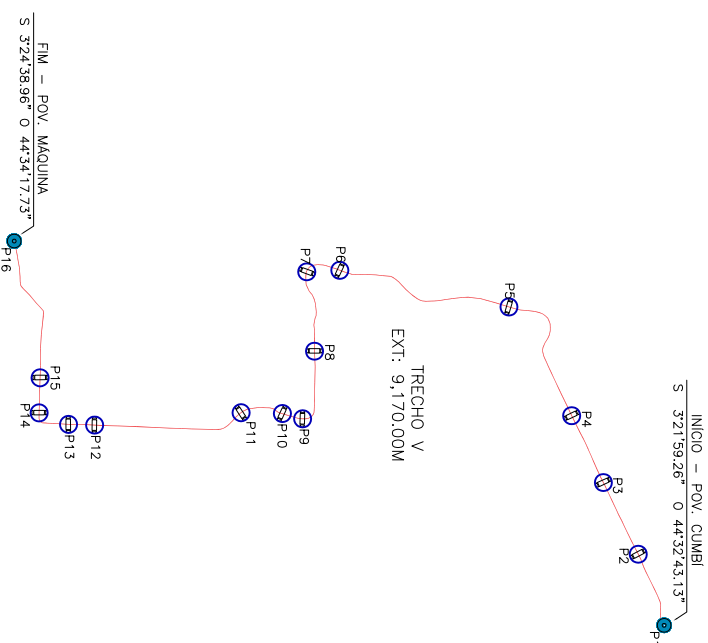 INÍCIO - POV. CUMBÍ
S 3°21'59.26" O 44°32'43.13"
P2
P3
P4
P5
P6
P7
P8
TRECHO V
EXT: 9,170.00M
P9
P10
P11
P12
P13
P14
P15
P16
FIM - POV. MÁQUINA
S 3°24'38.96" O 44°34'17.73"